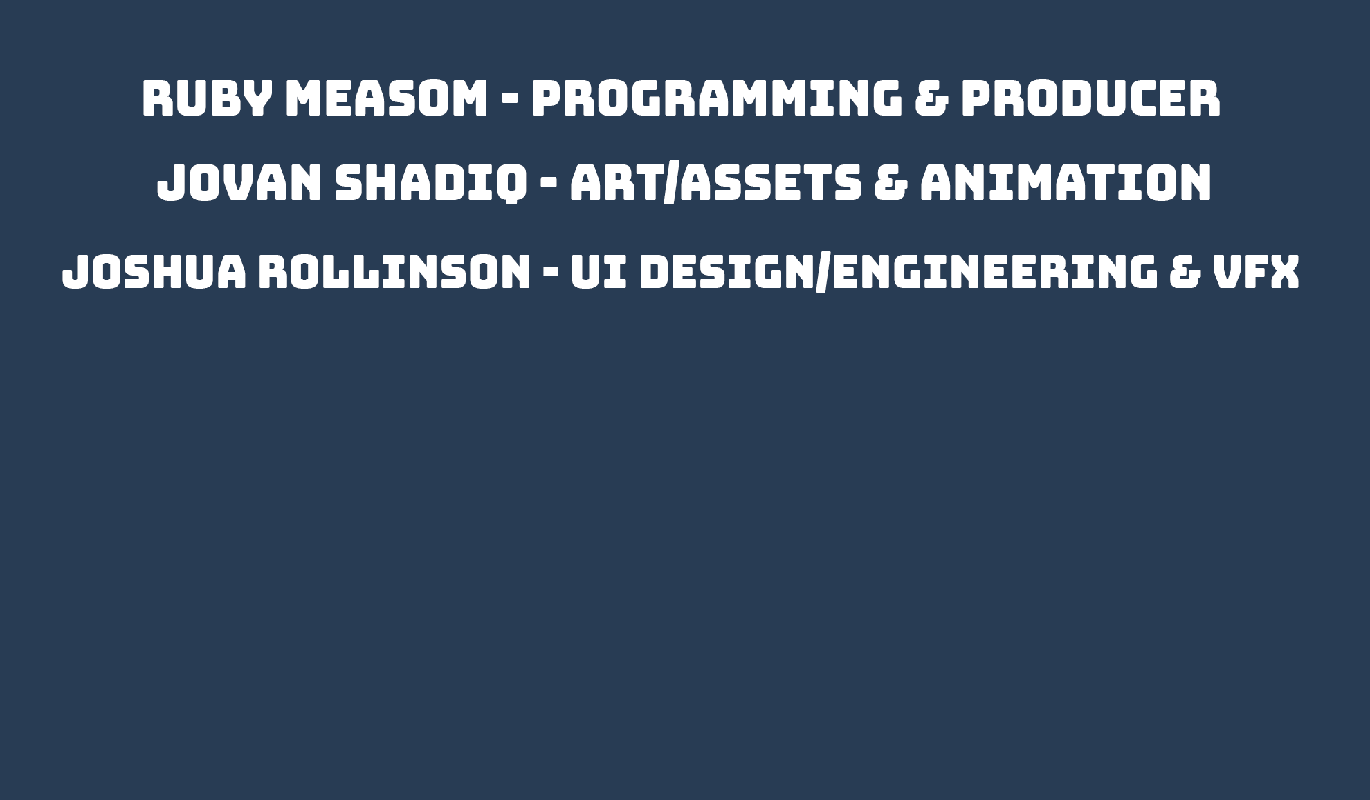 RUBY MEASOM - PROGRAMMING & PRODUCER
JOVAN SHADIQ - ART/ASSETS & ANIMATION
JOSHUA ROLLINSON - UI DESIGN/ENGINEERING & VFX